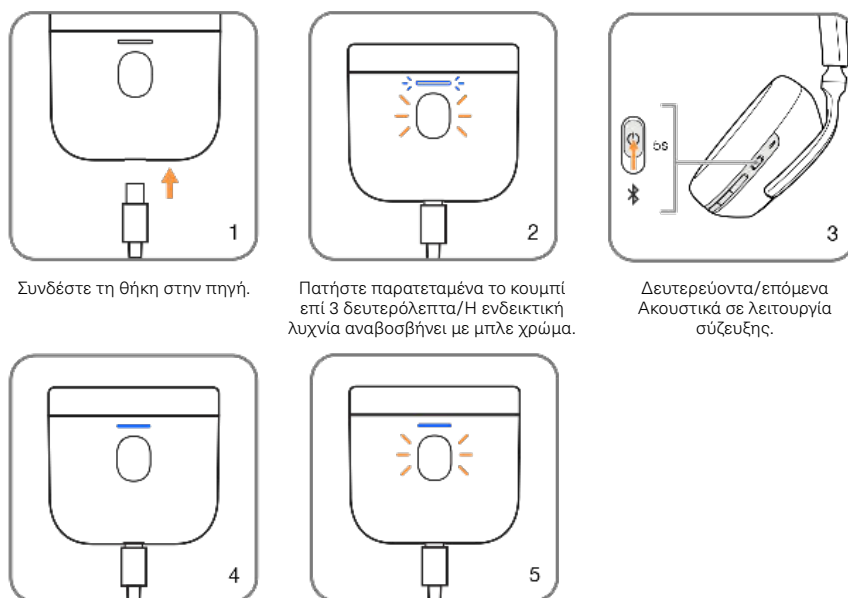 1
2
5s
3
Συνδέστε τη θήκη στην πηγή.
Πατήστε παρατεταμένα το κουμπί
επί 3 δευτερόλεπτα/Η ενδεικτική
λυχνία αναβοσβήνει με μπλε χρώμα.
Δευτερεύοντα/επόμενα
Ακουστικά σε λειτουργία
σύζευξης.
4
5